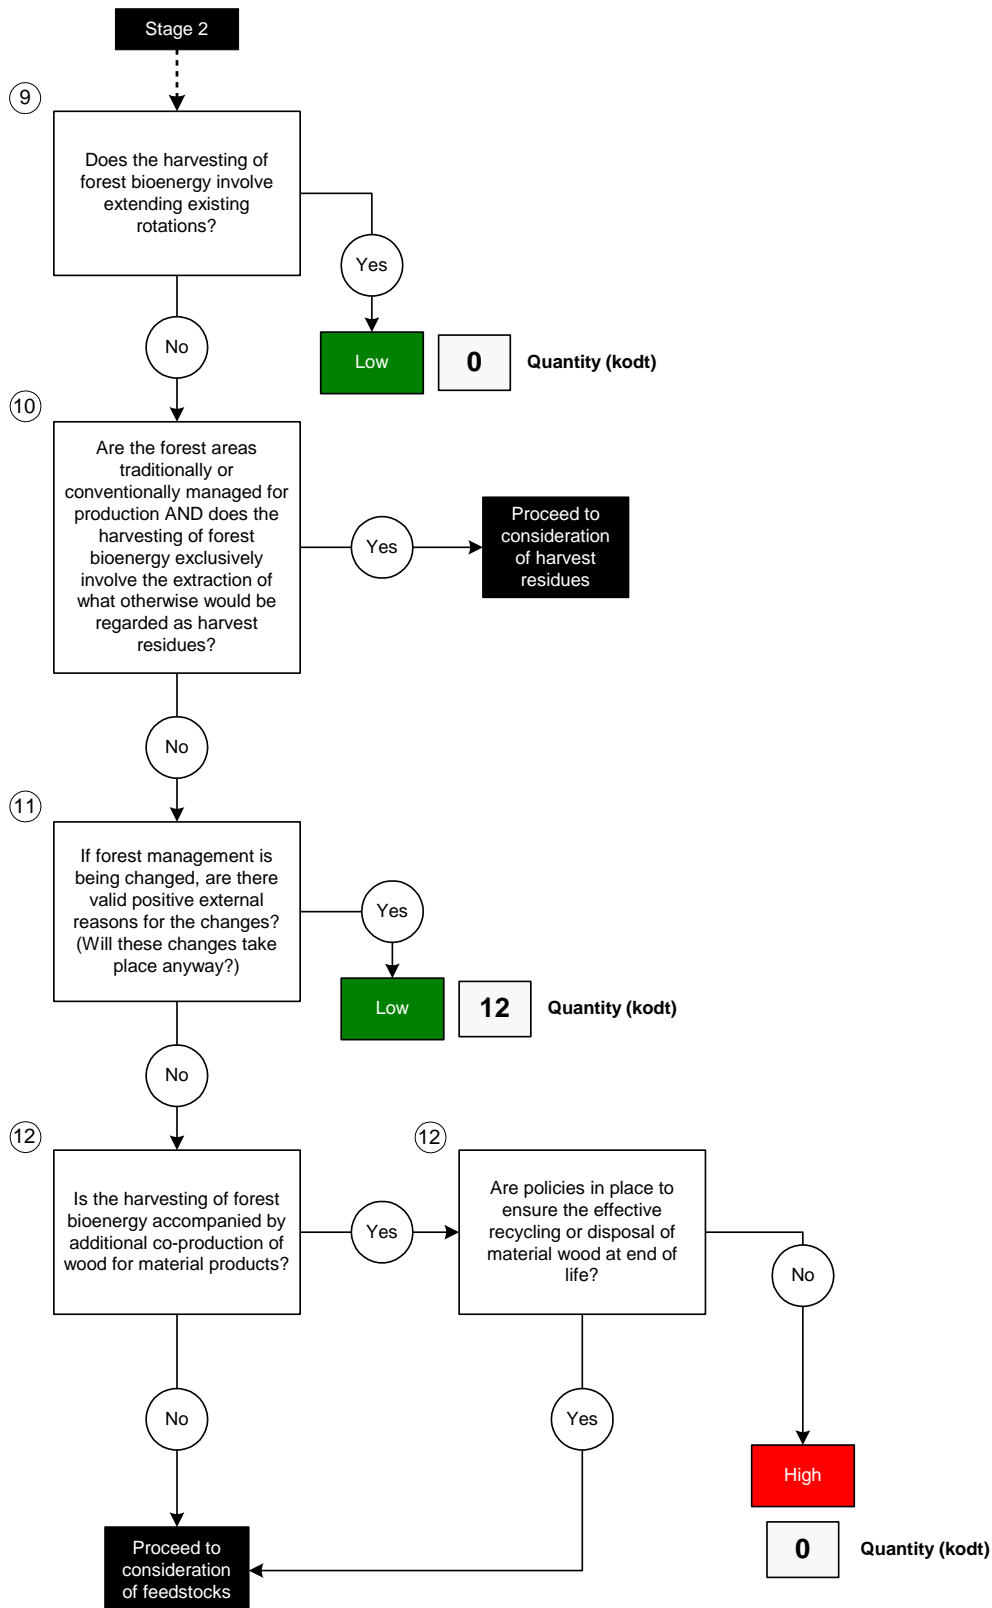 Stage 2
9
Does the harvesting of
forest bioenergy involve
extending existing
rotations?
Yes
No
Low
0
Quantity (kodt)
10
Are the forest areas
traditionally or
conventionally managed for
production AND does the
harvesting of forest
bioenergy exclusively
involve the extraction of
what otherwise would be
regarded as harvest
residues?
Yes
Proceed to
consideration
of harvest
residues
No
11
If forest management is
being changed, are there
valid positive external
reasons for the changes?
(Will these changes take
place anyway?)
Yes
Low
12
Quantity (kodt)
No
12
Is the harvesting of forest
bioenergy accompanied by
additional co-production of
wood for material products?
Yes
12
Are policies in place to
ensure the effective
recycling or disposal of
material wood at end of
life?
No
No
Yes
High
0
Quantity (kodt)
Proceed to
consideration
of feedstocks